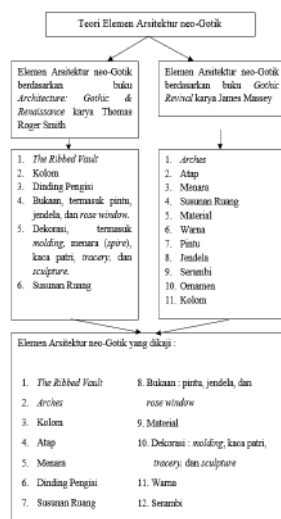 Teori Elemen Arsitektur neo-Gotik
Elemen Arsitektur neo-Gotik
berdasarkan buku
Architecture: Gothic &
Renaissance karya Thomas
Roger Smith
Elemen Arsitektur neo-Gotik
berdasarkan buku Gothic
Revival karya James Massey
1. The Ribbed Vault
2. Kolom
3. Dinding Pengisi
4. Bukaan, termasuk pintu,
jendela, dan rose window.
5. Dekorasi, termasuk
molding, menara (spire),
kaca patri, tracery, dan
sculpture.
6. Susunan Ruang
1. Arches
2. Atap
3. Menara
4. Susunan Ruang
5. Material
6. Warna
7. Pintu
8. Jendela
9. Serambi
10. Ornamen
11. Kolom
Elemen Arsitektur neo-Gotik yang dikaji :
1. The Ribbed Vault
2. Arches
3. Kolom
4. Atap
5. Menara
6. Dinding Pengisi
7. Susunan Ruang
8. Bukaan : pintu, jendela, dan
rose window
9. Material
10. Dekorasi : molding, kaca patri,
tracery, dan sculpture
11. Warna
12. Serambi